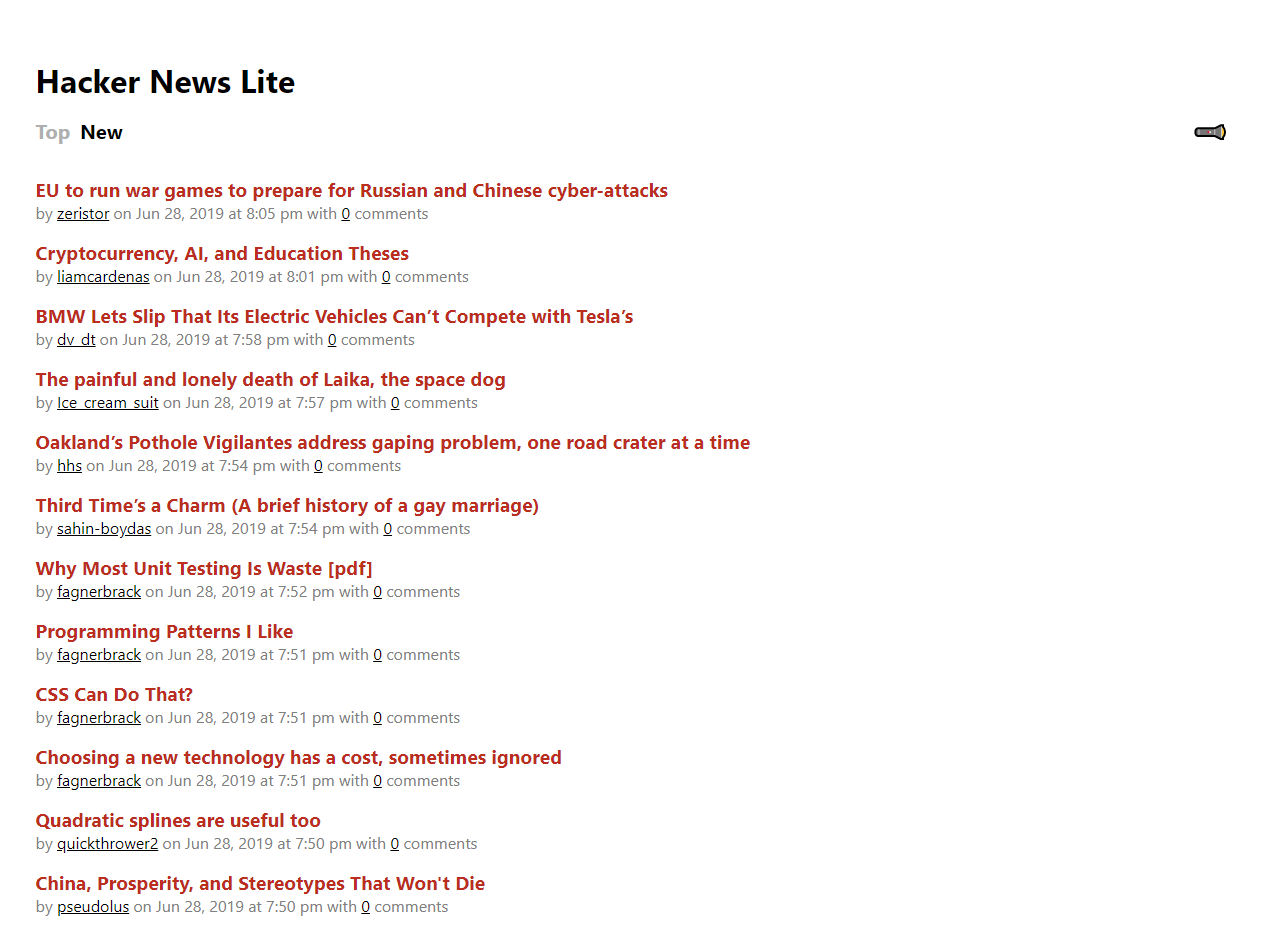 Hacker News Lite
Top New
EU to run war games to prepare for Russian and Chinese cyber-attacks
by zeristor on Jun 28, 2019 at 8:05 pm with 0 comments
Cryptocurrency, AI, and Education Theses
by liamcardenas on Jun 28, 2019 at 8:01 pm with 0 comments
BMW Lets Slip That Its Electric Vehicles Can’t Compete with Tesla’s
by dv_dt on Jun 28, 2019 at 7:58 pm with 0 comments
The painful and lonely death of Laika, the space dog
by Ice_cream_suit on Jun 28, 2019 at 7:57 pm with 0 comments
Oakland’s Pothole Vigilantes address gaping problem, one road crater at a time
by hhs on Jun 28, 2019 at 7:54 pm with 0 comments
Third Time’s a Charm (A brief history of a gay marriage)
by sahin-boydas on Jun 28, 2019 at 7:54 pm with 0 comments
Why Most Unit Testing Is Waste [pdf]
by fagnerbrack on Jun 28, 2019 at 7:52 pm with 0 comments
Programming Patterns I Like
by fagnerbrack on Jun 28, 2019 at 7:51 pm with 0 comments
CSS Can Do That?
by fagnerbrack on Jun 28, 2019 at 7:51 pm with 0 comments
Choosing a new technology has a cost, sometimes ignored
by fagnerbrack on Jun 28, 2019 at 7:51 pm with 0 comments
Quadratic splines are useful too
by quickthrower2 on Jun 28, 2019 at 7:50 pm with 0 comments
China, Prosperity, and Stereotypes That Won't Die
by pseudolus on Jun 28, 2019 at 7:50 pm with 0 comments